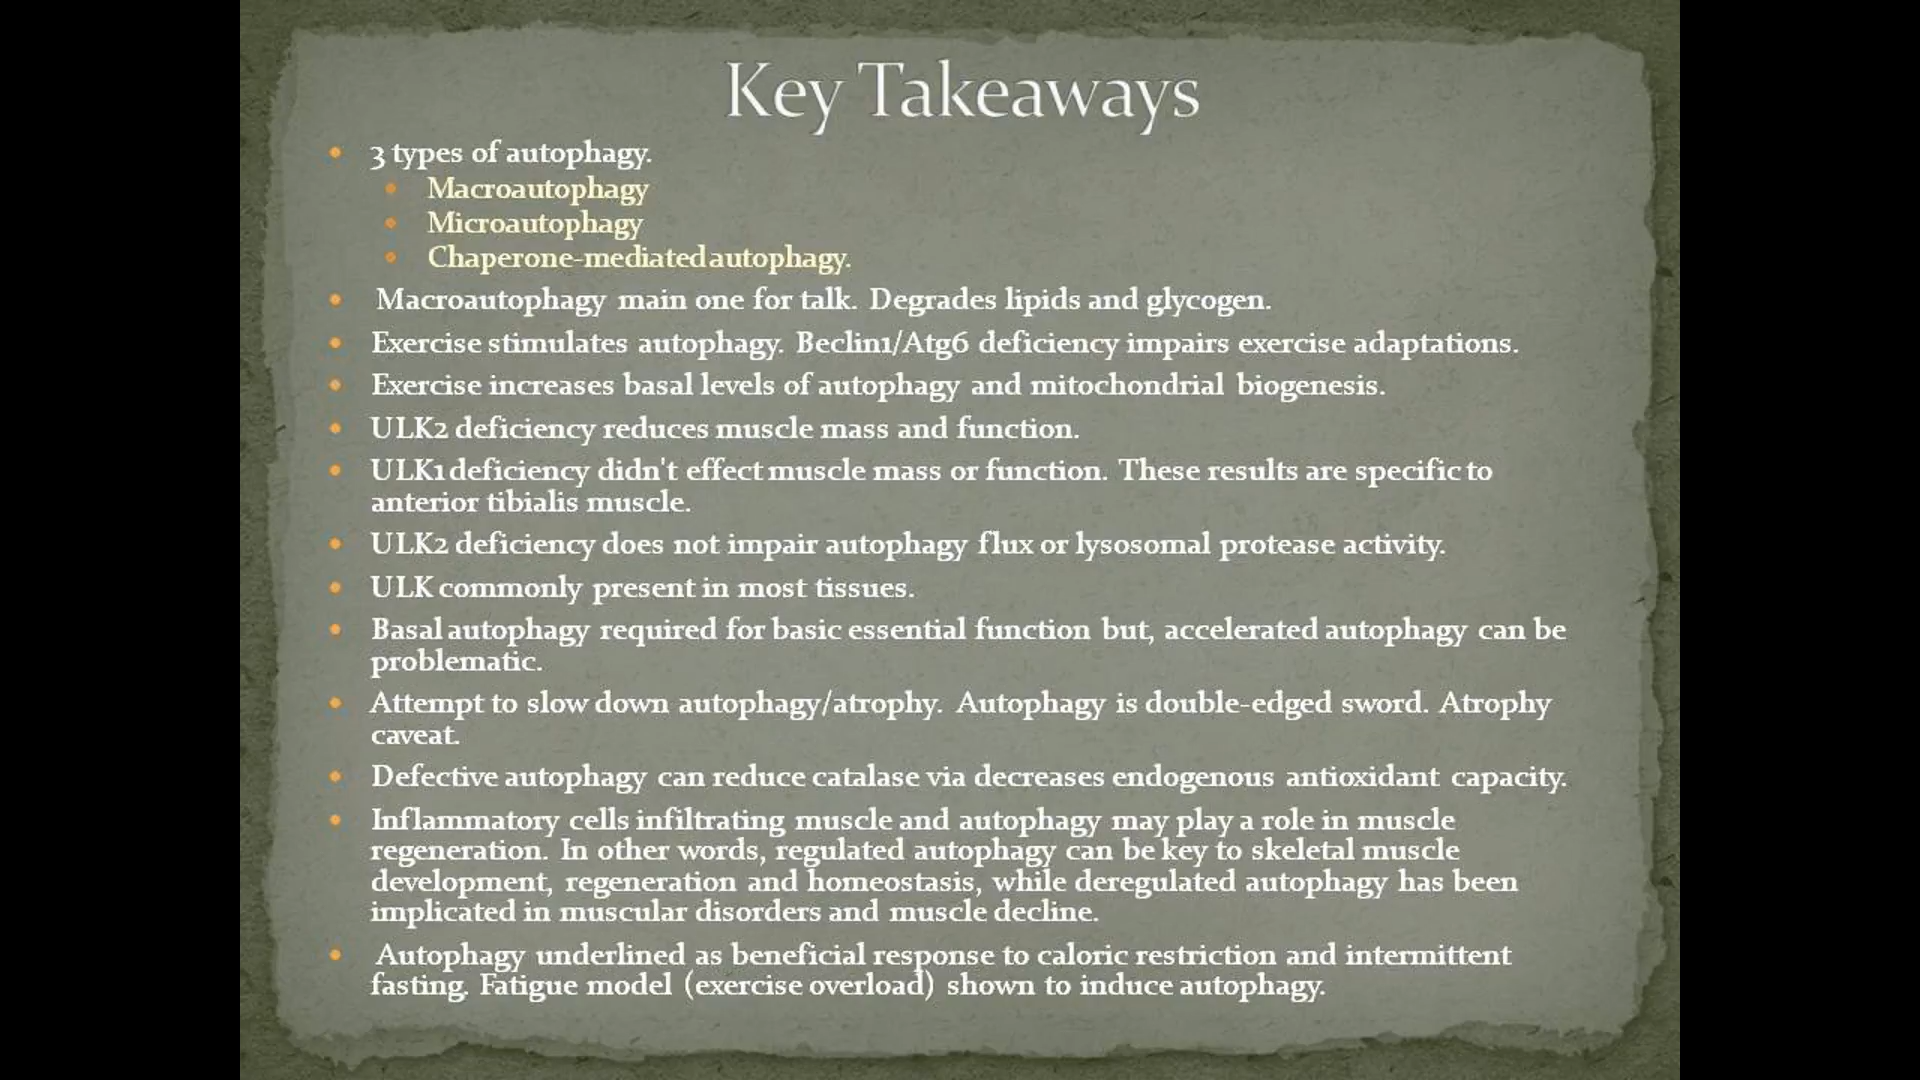 Key Takeaways
3 types of autophagy.
Macroautophagy
Microautophagy
Chaperone-mediated autophagy.
Macroautophagy main one for talk. Degrades lipids and glycogen.
Exercise stimulates autophagy. Beclin1/Atg6 deficiency impairs exercise adaptations.
Exercise increases basal levels of autophagy and mitochondrial biogenesis.
ULK2 deficiency reduces muscle mass and function.
ULK1 deficiency didn't effect muscle mass or function. These results are specific to
anterior tibialis muscle.
ULK2 deficiency does not impair autophagy flux or lysosomal protease activity.
ULK commonly present in most tissues.
Basal autophagy required for basic essential function but, accelerated autophagy can be
problematic.
Attempt to slow down autophagy/atrophy. Autophagy is double-edged sword. Atrophy
caveat.
Defective autophagy can reduce catalase via decreases endogenous antioxidant capacity.
Inflammatory cells infiltrating muscle and autophagy may play a role in muscle
regeneration. In other words, regulated autophagy can be key to skeletal muscle
development, regeneration and homeostasis, while deregulated autophagy has been
implicated in muscular disorders and muscle decline.
Autophagy underlined as beneficial response to caloric restriction and intermittent
fasting. Fatigue model (exercise overload) shown to induce autophagy.